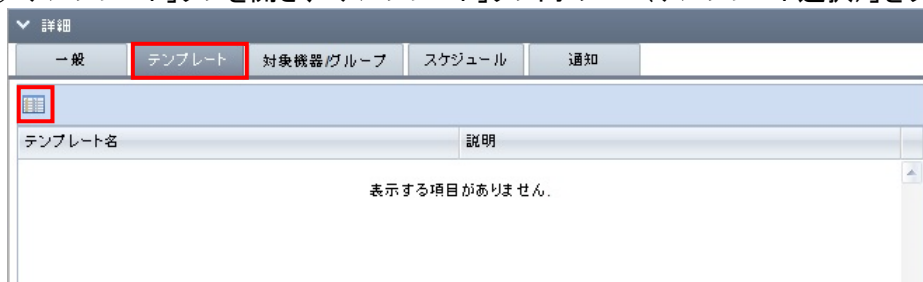 詳細
一般 テンプレート 対象機器/グループ スケジュール 通知
テンプレート名 説明
表示する項目がありません.